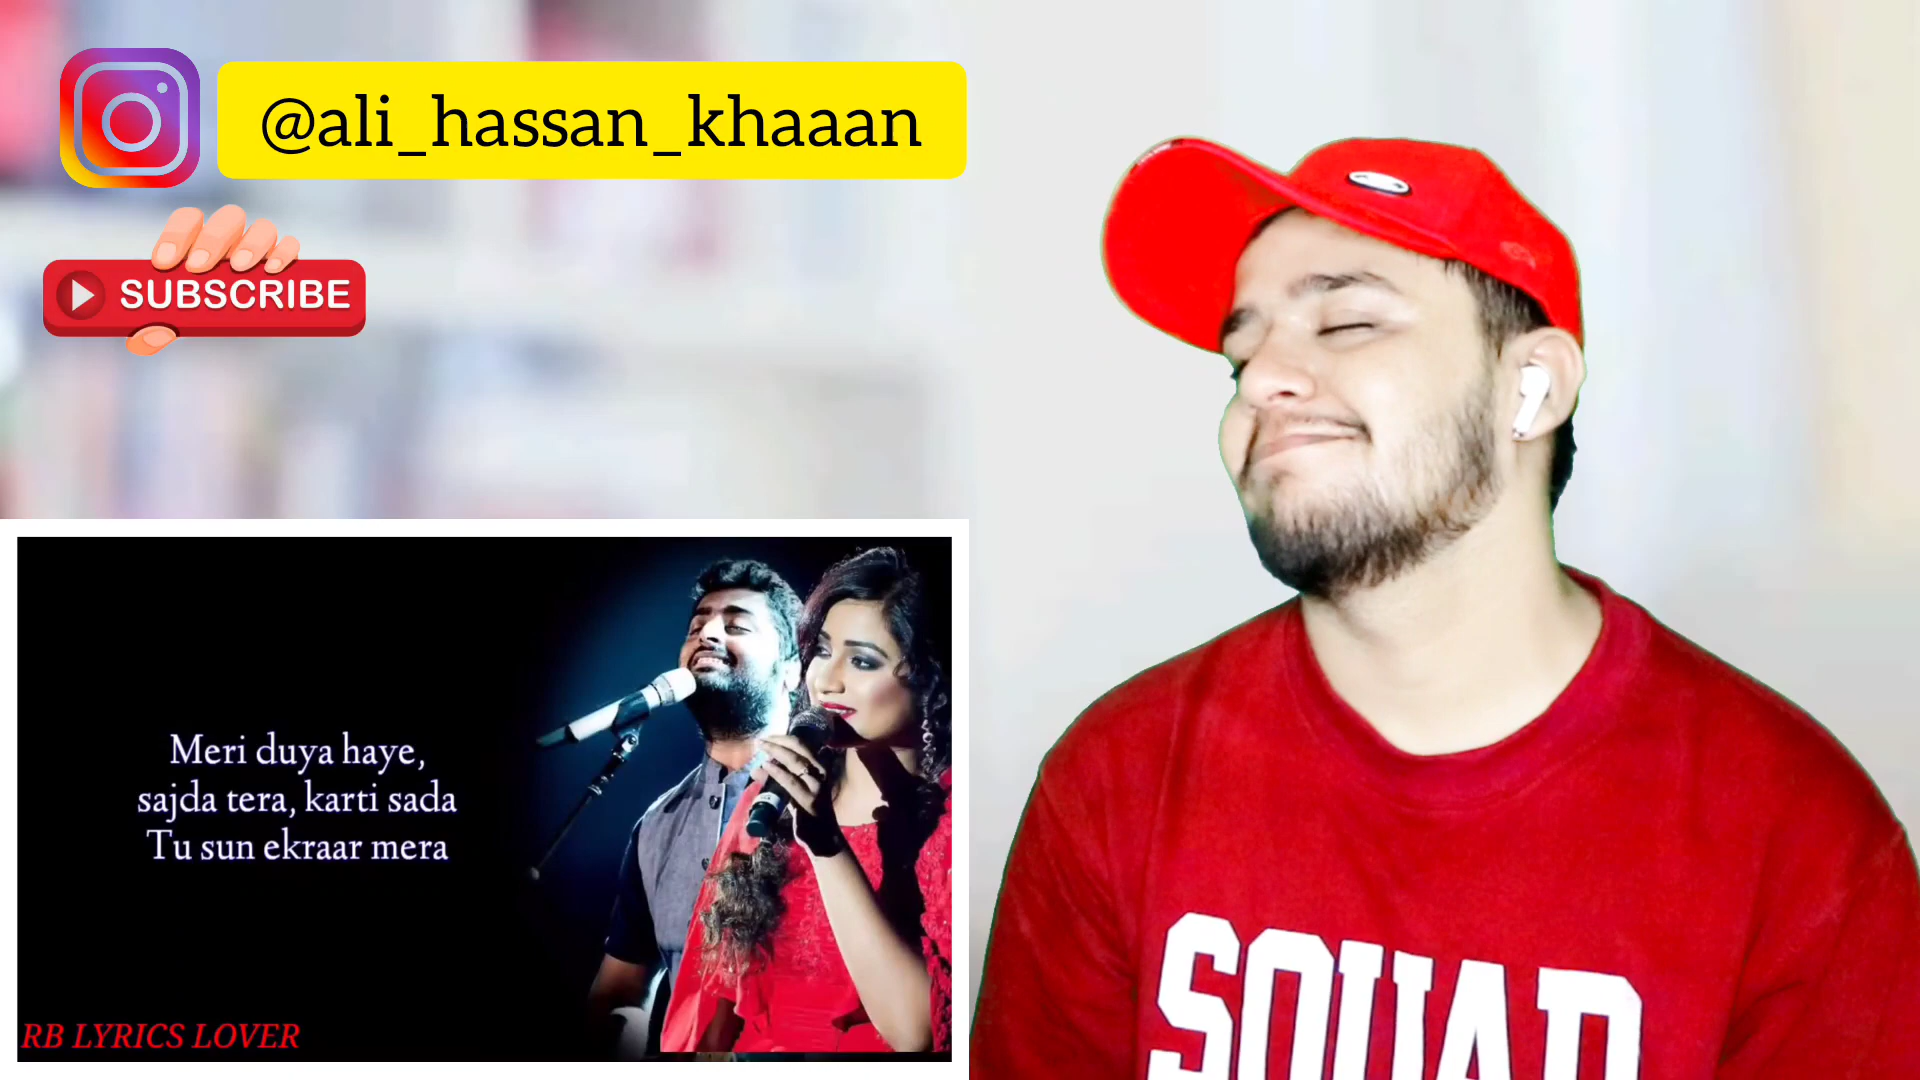 @ali_hassan_khaaan
SUBSCRIBE
Meri duya haye,
sajda tera, karti sada
Tu sun ekraar mera
RB LYRICS LOVER
SQUAD